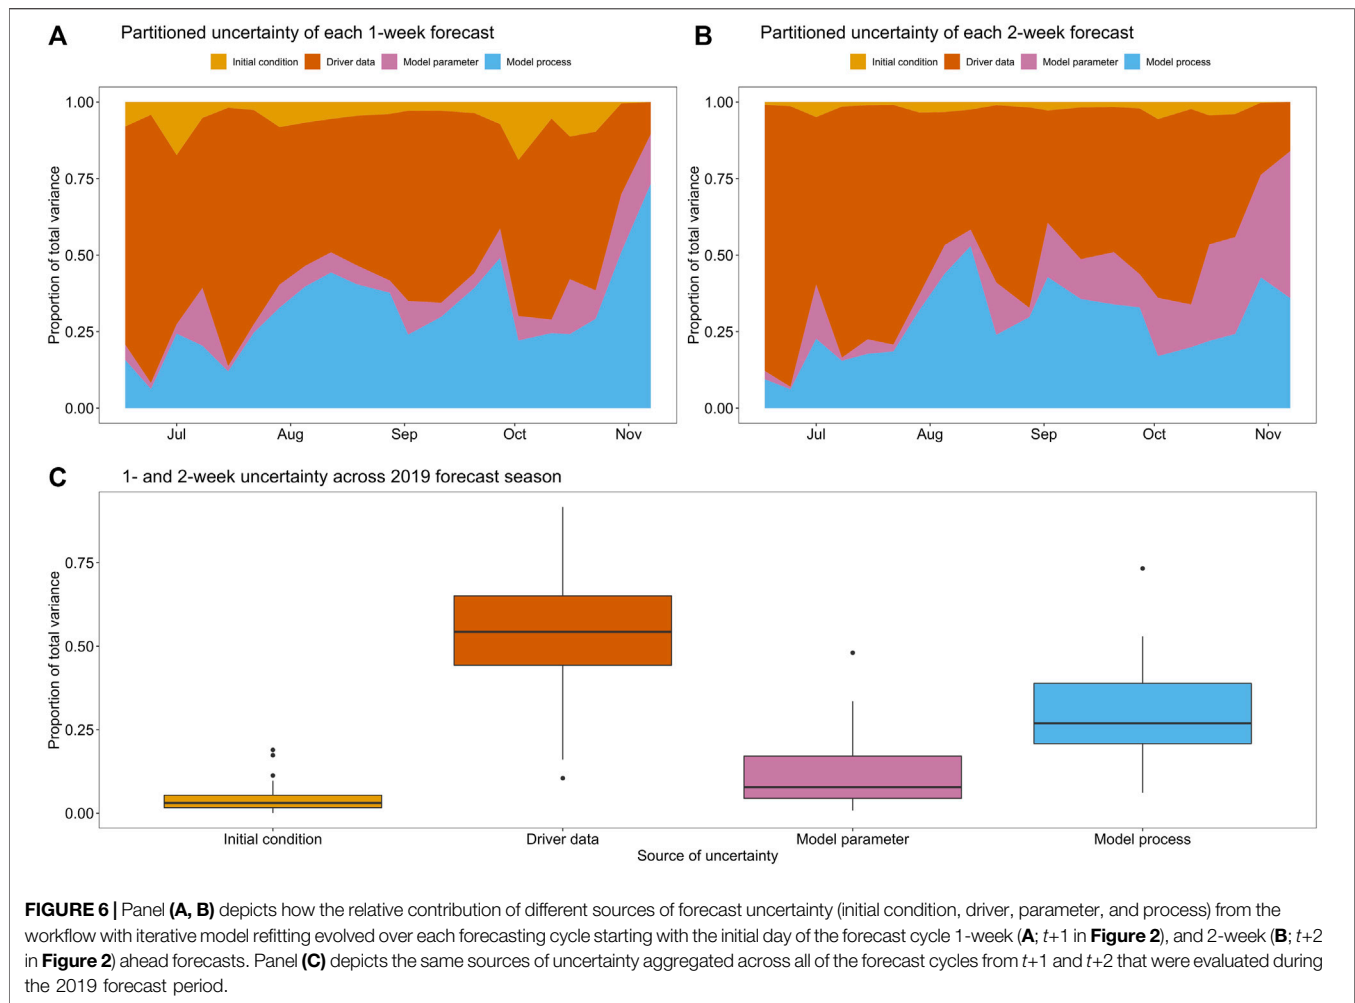 A Partitioned uncertainty of each 1-week forecast
Initial condition Driver data Model parameter Model process
Proportion of total variance
1.00
0.75
0.50
0.25
0.00
Jul Aug Sep Oct Nov
B Partitioned uncertainty of each 2-week forecast
Initial condition Driver data Model parameter Model process
Proportion of total variance
1.00
0.75
0.50
0.25
0.00
Jul Aug Sep Oct Nov
C 1- and 2-week uncertainty across 2019 forecast season
Proportion of total variance
0.75
0.50
0.25
0.00
Initial condition Driver data Model parameter Model process
Source of uncertainty
FIGURE 6 | Panel (A, B) depicts how the relative contribution of different sources of forecast uncertainty (initial condition, driver, parameter, and process) from the
workflow with iterative model refitting evolved over each forecasting cycle starting with the initial day of the forecast cycle 1-week (A; t+1 in Figure 2), and 2-week (B; t+2
in Figure 2) ahead forecasts. Panel (C) depicts the same sources of uncertainty aggregated across all of the forecast cycles from t+1 and t+2 that were evaluated during
the 2019 forecast period.